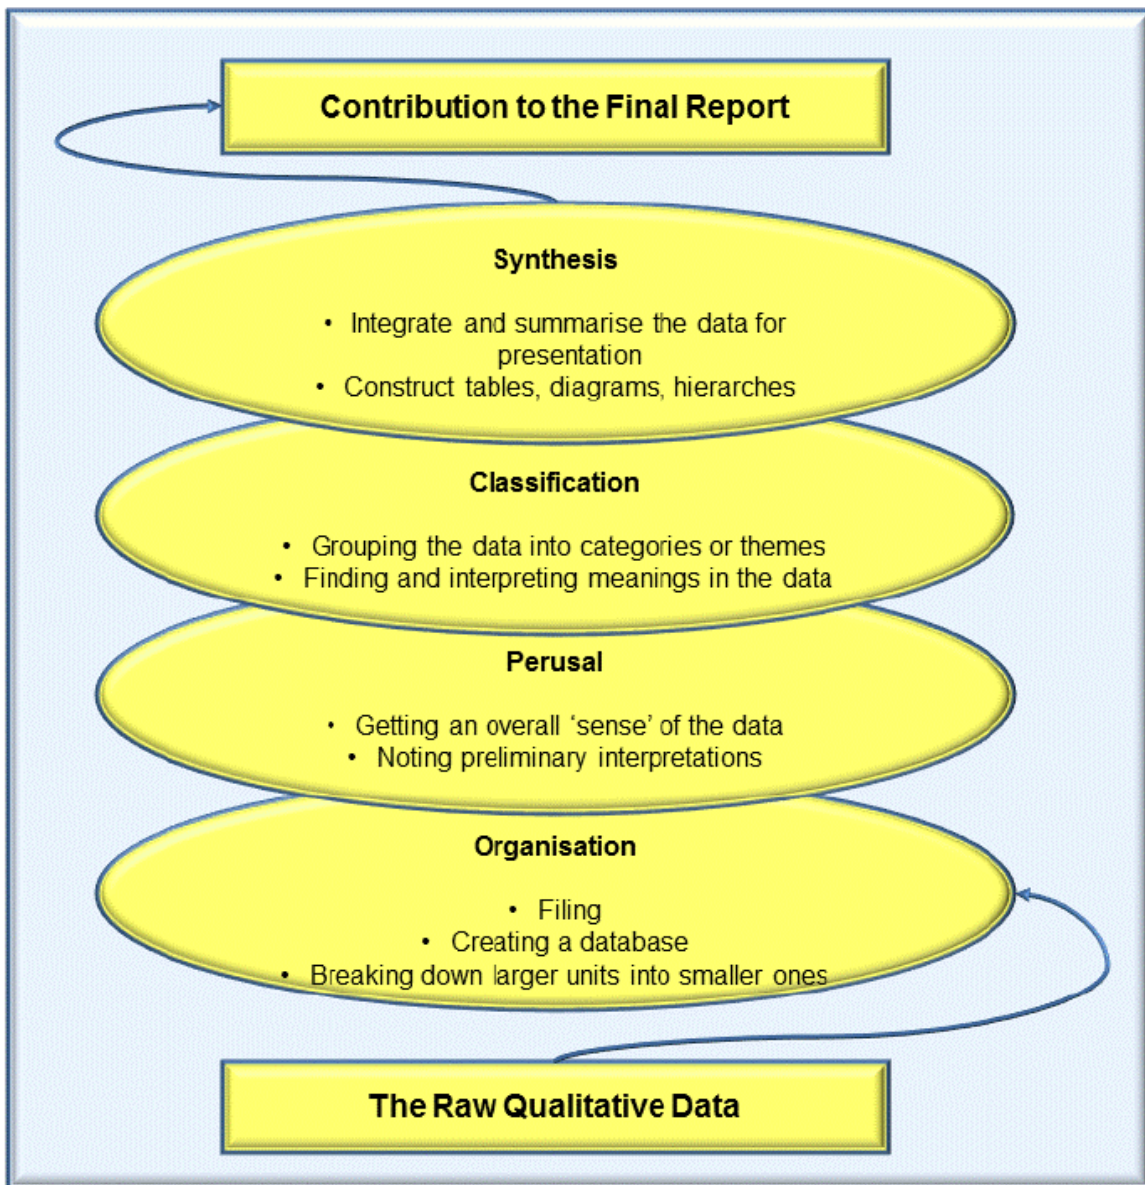 Contribution to the Final Report
Synthesis
• Integrate and summarise the data for
presentation
• Construct tables, diagrams, hierarches
Classification
• Grouping the data into categories or themes
• Finding and interpreting meanings in the data
Perusal
• Getting an overall ‘sense’ of the data
• Noting preliminary interpretations
Organisation
• Filing
• Creating a database
• Breaking down larger units into smaller ones
The Raw Qualitative Data